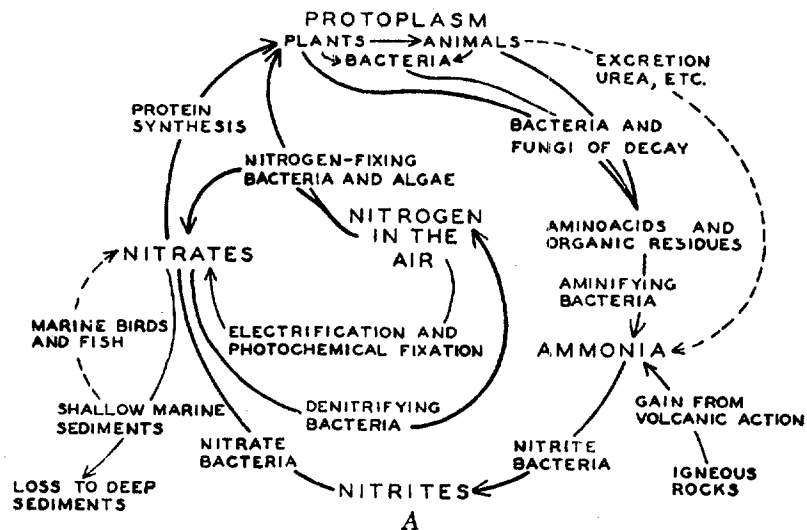 PROTOPLASM
PLANTS ANIMALS
BACTERIA
EXCRETION
UREA, ETC.
PROTEIN
SYNTHESIS
BACTERIA AND
FUNGI OF DECAY
NITROGEN-FIXING
BACTERIA AND ALGAE
NITROGEN
IN THE
AIR
AMINOACIDS AND
ORGANIC RESIDUES
NITRATES
AMINIFYING
BACTERIA
MARINE BIRDS
AND FISH
ELECTRIFICATION AND
PHOTOCHEMICAL FIXATION
AMMONIA
SHALLOW MARINE
SEDIMENTS
DENITRIFYING
BACTERIA
GAIN FROM
VOLCANIC ACTION
NITRATE
BACTERIA
NITRITE
BACTERIA
IGNEOUS
ROCKS
LOSS TO DEEP
SEDIMENTS
NITRITES
A